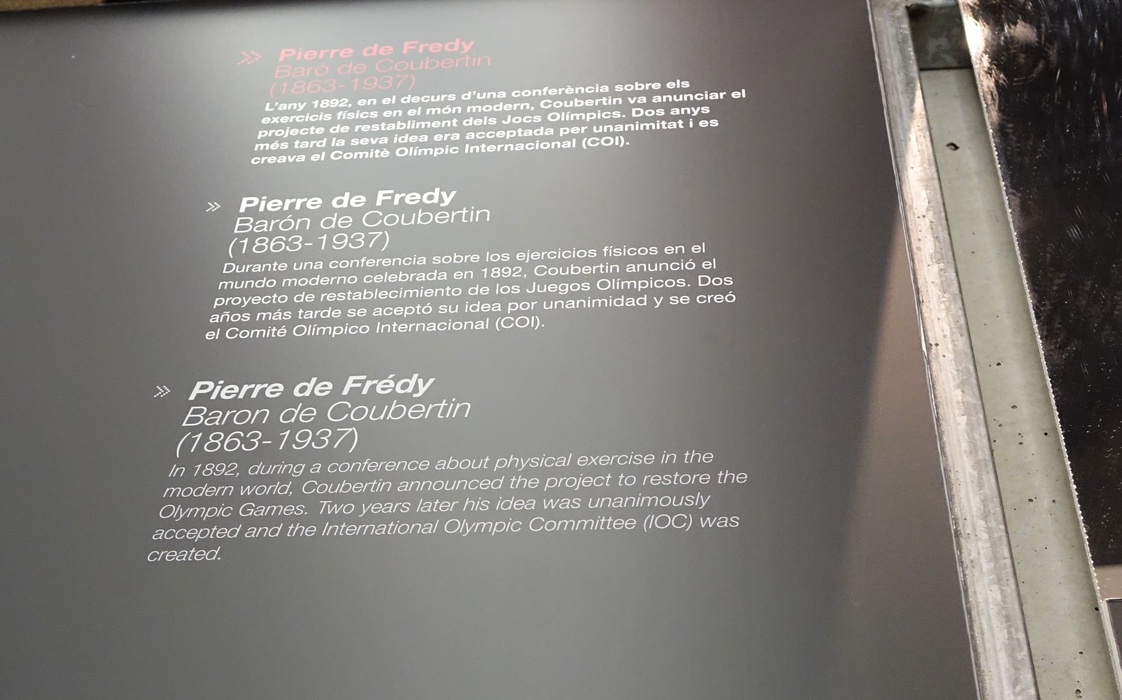 Pierre de Fredy
Baró de Coubertin
(1863-1937)
L'any 1892, en el decurs d'una conferència sobre els
exercicis físics en el món modern, Coubertin va anunciar el
projecte de restabliment dels Jocs Olímpics. Dos anys
més tard la seva idea era acceptada per unanimitat i es
creava el Comitè Olímpic Internacional (COI).
Pierre de Fredy
Barón de Coubertin
(1863-1937)
Durante una conferencia sobre los ejercicios físicos en el
mundo moderno celebrada en 1892, Coubertin anunció el
proyecto de restablecimiento de los Juegos Olímpicos. Dos
años más tarde se aceptó su idea por unanimidad y se creó
el Comité Olímpico Internacional (COI).
Pierre de Frédy
Baron de Coubertin
(1863-1937)
In 1892, during a conference about physical exercise in the
modern world, Coubertin announced the project to restore the
Olympic Games. Two years later his idea was unanimously
accepted and the International Olympic Committee (IOC) was
created.